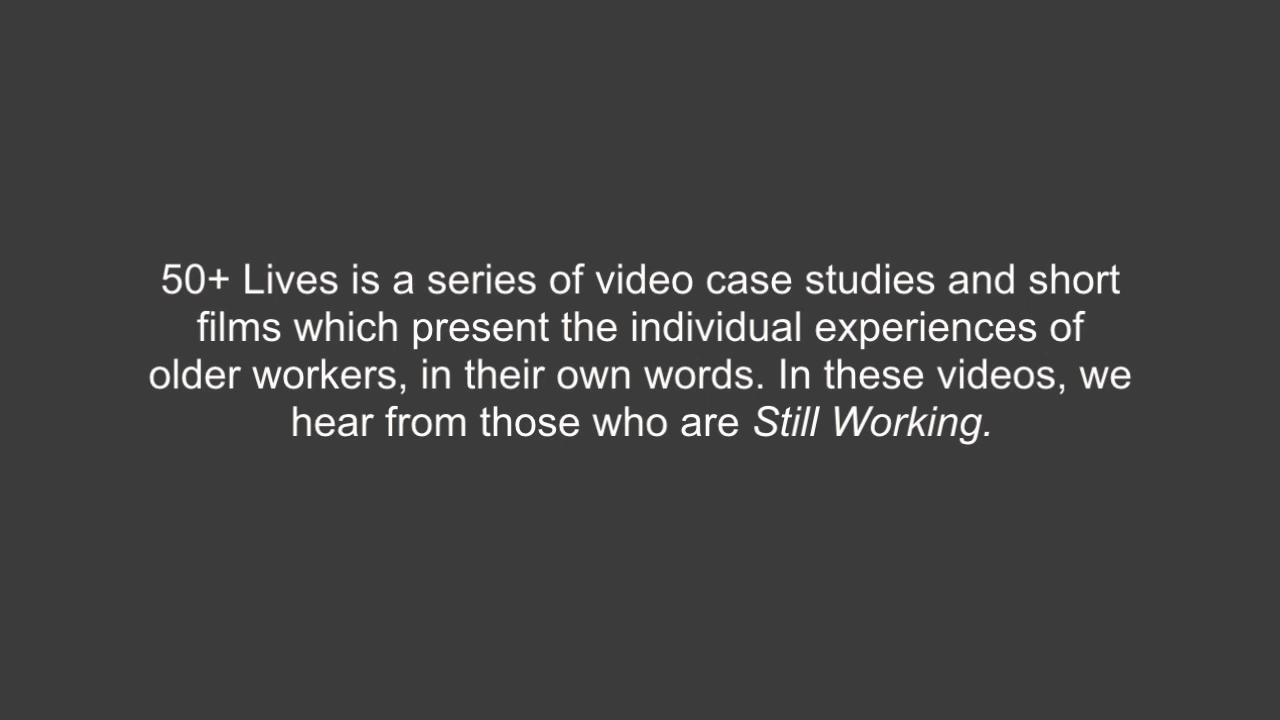 50+ Lives is a series of video case studies and short
films which present the individual experiences of
older workers, in their own words. In these videos, we
hear from those who are Still Working.